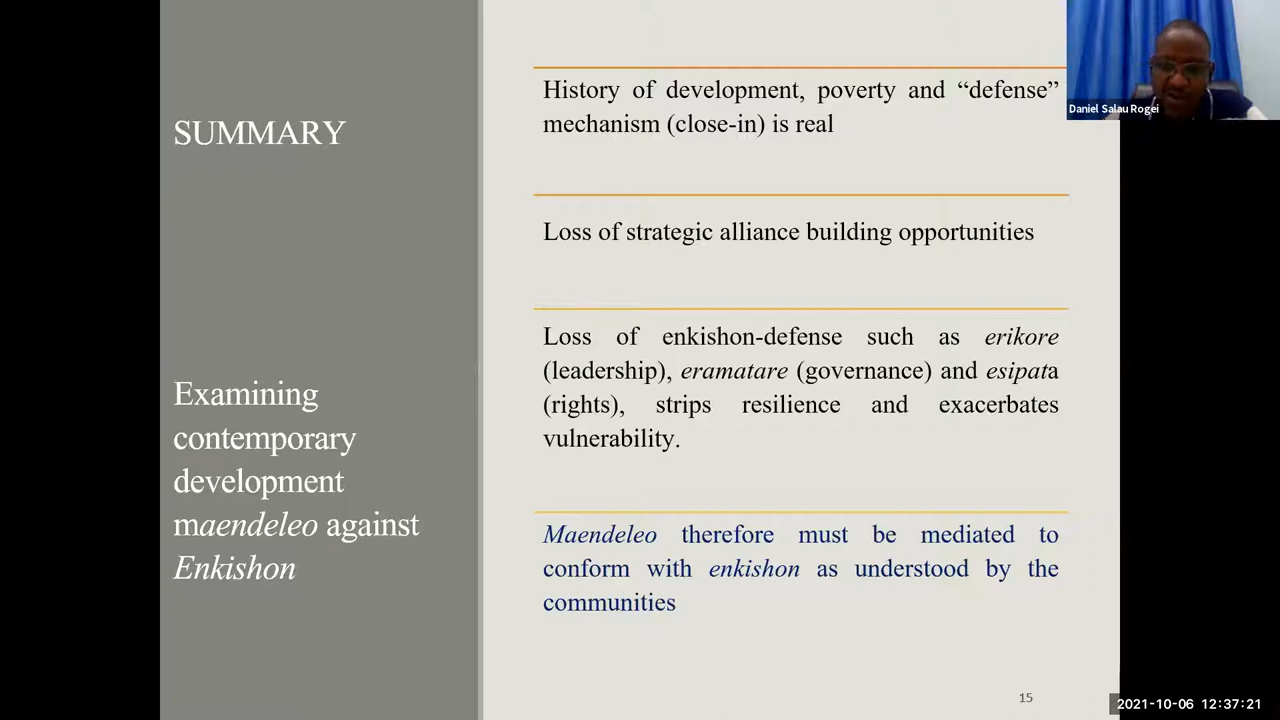 SUMMARY
Examining
contemporary
development
maendeleo against
Enkishon
History of development, poverty and “defense”
mechanism (close-in) is real
Loss of strategic alliance building opportunities
Loss of enkishon-defense such as erikore
(leadership), eramatare (governance) and esipata
(rights), strips resilience and exacerbates
vulnerability.
Maendeleo therefore must be mediated to
conform with enkishon as understood by the
communities
15
Daniel Salau Rogei
2021-10-06 12:37:21